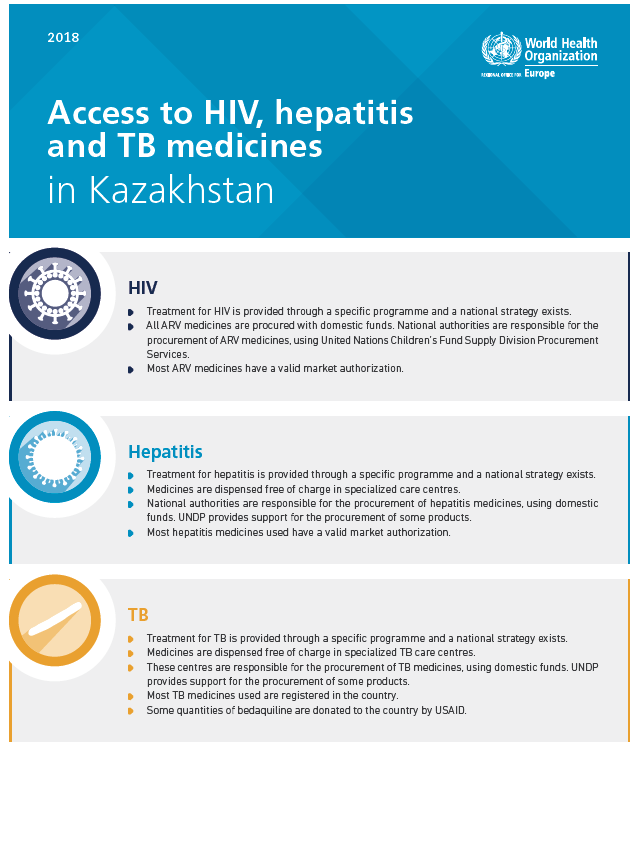 2018
World Health
Organization
REGIONAL OFFICE FOR Europe
Access to HIV, hepatitis
and TB medicines
in Kazakhstan
HIV
Treatment for HIV is provided through a specific programme and a national strategy exists.
All ARV medicines are procured with domestic funds. National authorities are responsible for the
procurement of ARV medicines, using United Nations Children's Fund Supply Division Procurement
Services.
Most ARV medicines have a valid market authorization.
Hepatitis
Treatment for hepatitis is provided through a specific programme and a national strategy exists.
Medicines are dispensed free of charge in specialized care centres.
National authorities are responsible for the procurement of hepatitis medicines, using domestic
funds. UNDP provides support for the procurement of some products.
Most hepatitis medicines used have a valid market authorization.
TB
Treatment for TB is provided through a specific programme and a national strategy exists.
Medicines are dispensed free of charge in specialized TB care centres.
These centres are responsible for the procurement of TB medicines, using domestic funds. UNDP
provides support for the procurement of some products.
Most TB medicines used are registered in the country.
Some quantities of bedaquiline are donated to the country by USAID.